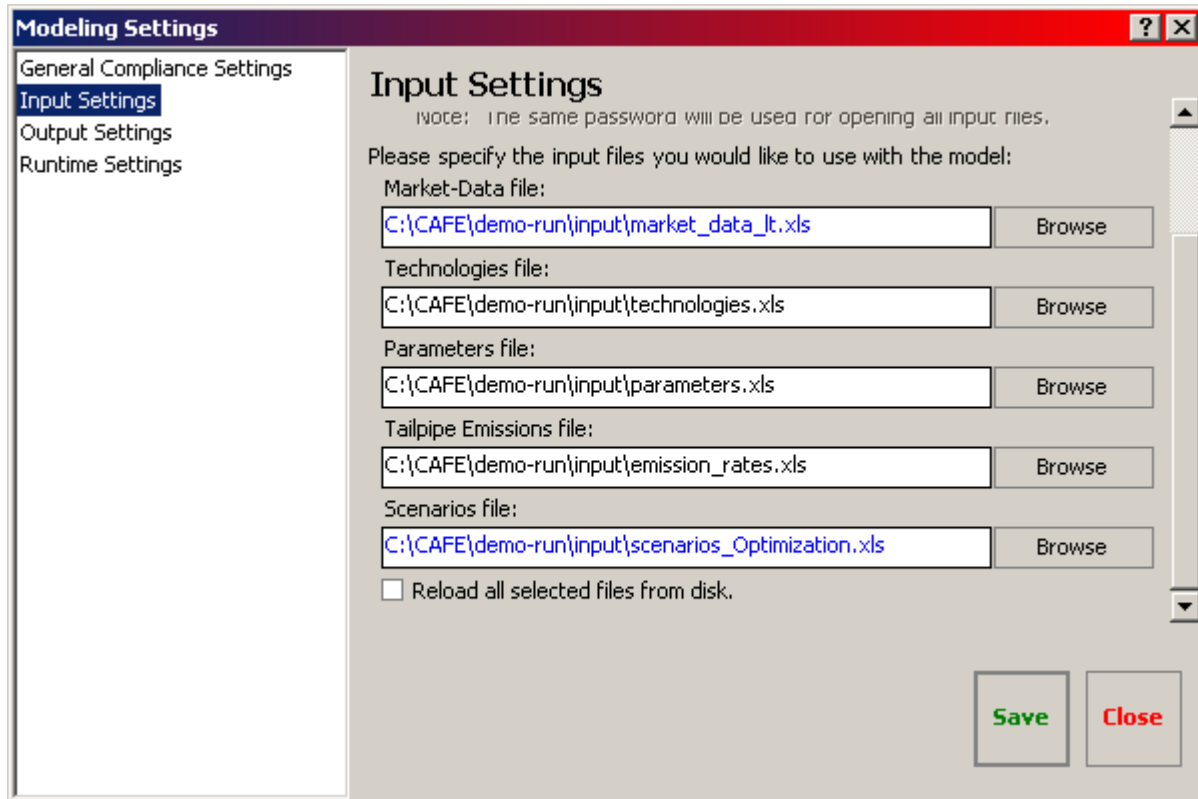 Modeling Settings
General Compliance Settings
Input Settings
Output Settings
Runtime Settings
Input Settings
Note: The same password will be used for opening all input files.
Please specify the input files you would like to use with the model:
Market-Data file:
C:\CAFE\demo-run\input\market_data_lt.xls Browse
Technologies file:
C:\CAFE\demo-run\input\technologies.xls Browse
Parameters file:
C:\CAFE\demo-run\input\parameters.xls Browse
Tailpipe Emissions file:
C:\CAFE\demo-run\input\emission_rates.xls Browse
Scenarios file:
C:\CAFE\demo-run\input\scenarios_Optimization.xls Browse
Reload all selected files from disk.
Save Close